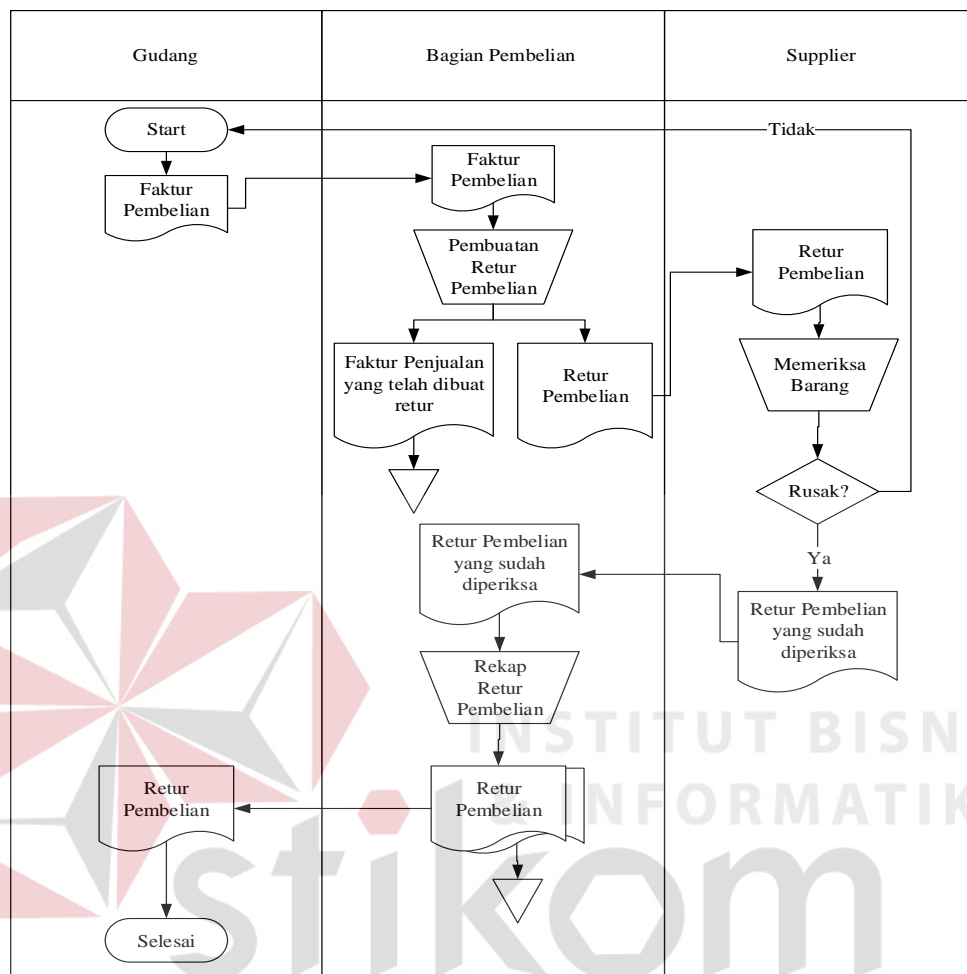 Gudang
Bagian Pembelian
Supplier
Start
Tidak
Faktur
Pembelian
Faktur
Pembelian
Pembuatan
Retur
Pembelian
Retur
Pembelian
Faktur Penjualan
yang telah dibuat
retur
Retur
Pembelian
Memeriksa
Barang
Rusak?
Ya
Retur Pembelian
yang sudah
diperiksa
Retur Pembelian
yang sudah
diperiksa
Rekap
Retur
Pembelian
Retur
Pembelian
Retur
Pembelian
Selesai
INSTITUT BISN
& INFORMATIK
stikom